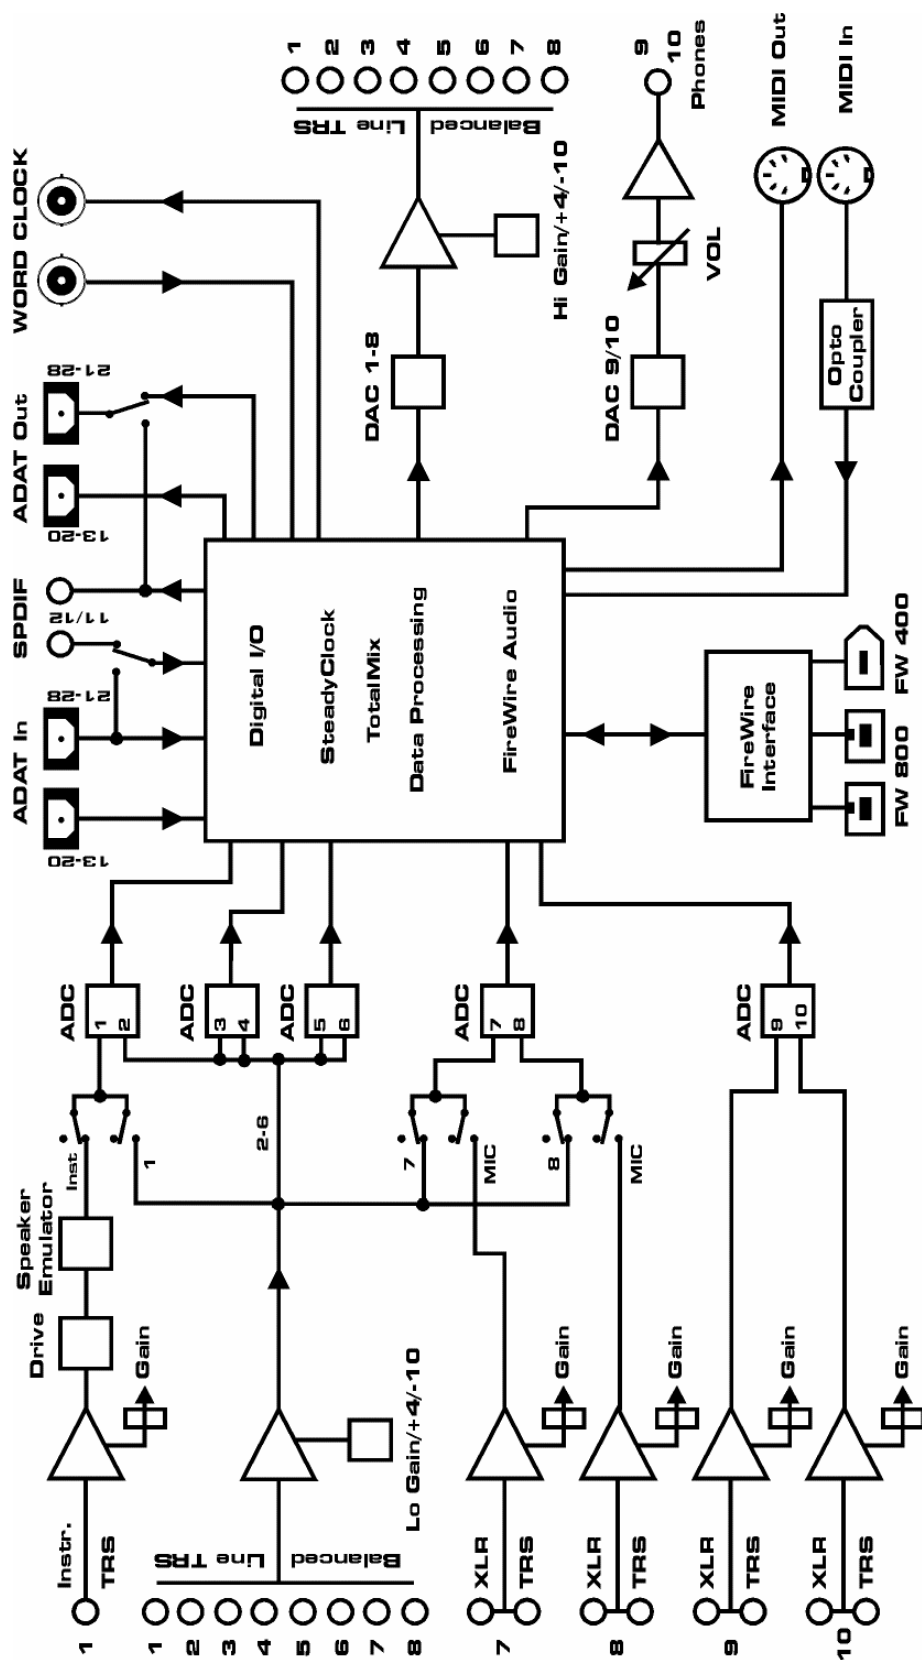 1
2
3
4
5
6
7
8
Balanced Line TRS
9
10
Phones
MIDI Out
MIDI In
WORD CLOCK
Hi Gain/+4/-10
VOL
Opto
Coupler
DAC 1-8
DAC 9/10
ADAT Out
21-28
13-20
SPDIF
11/12
ADAT In
21-28
13-20
Digital I/O
SteadyClock
TotalMix
Data Processing
FireWire Audio
FireWire
Interface
FW 400
FW 800
ADC
1
2
ADC
3
4
ADC
5
6
ADC
7
8
ADC
9
10
Inst
1
2-6
7
MIC
8
MIC
Speaker
Emulator
Drive
Gain
Lo Gain/+4/-10
Gain
Gain
Gain
Gain
Instr.
TRS
1
Balanced Line TRS
1
2
3
4
5
6
7
8
XLR
TRS
7
XLR
TRS
8
XLR
TRS
9
XLR
TRS
10